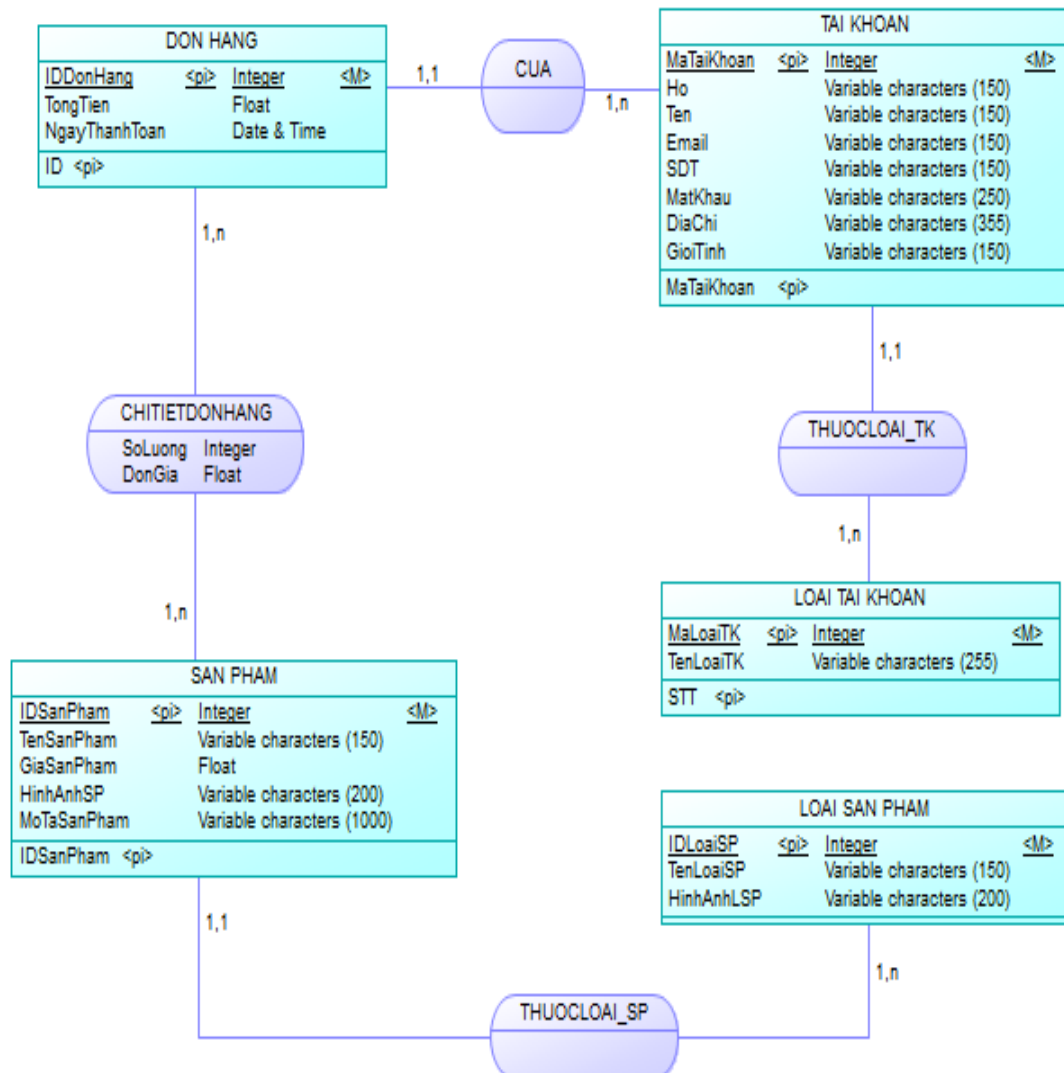 DON HANG
IDDonHang <pi> Integer <M>
TongTien Float
NgayThanhToan Date & Time
ID <pi>
1,1
CUA
1,n
TAI KHOAN
MaTaiKhoan <pi> Integer <M>
Ho Variable characters (150)
Ten Variable characters (150)
Email Variable characters (150)
SDT Variable characters (150)
MatKhau Variable characters (250)
DiaChi Variable characters (355)
GioiTinh Variable characters (150)
MaTaiKhoan <pi>
1,n
1,1
CHITIETDONHANG
SoLuong Integer
DonGia Float
THUOCLOAI_TK
1,n
1,n
LOAI TAI KHOAN
MaLoaiTK <pi> Integer <M>
TenLoaiTK Variable characters (255)
STT <pi>
SAN PHAM
IDSanPham <pi> Integer <M>
TenSanPham Variable characters (150)
GiaSanPham Float
HinhAnhSP Variable characters (200)
MoTaSanPham Variable characters (1000)
IDSanPham <pi>
LOAI SAN PHAM
IDLoaiSP <pi> Integer <M>
TenLoaiSP Variable characters (150)
HinhAnhLSP Variable characters (200)
1,1
1,n
THUOCLOAI_SP